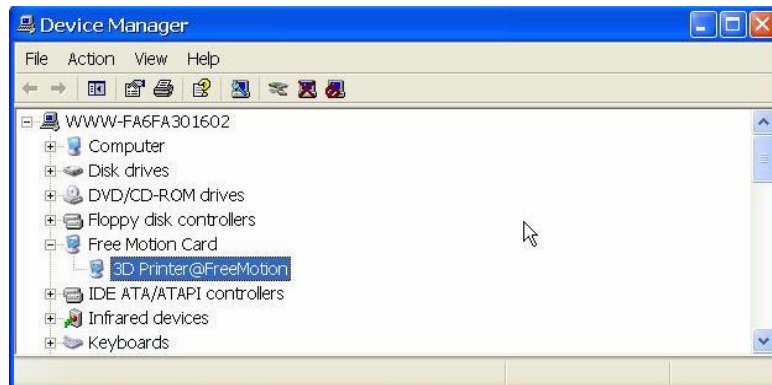 Device Manager
File Action View Help
WWW-FA6FA301602
Computer
Disk drives
DVD/CD-ROM drives
Floppy disk controllers
Free Motion Card
3D Printer@FreeMotion
IDE ATA/ATAPI controllers
Infrared devices
Keyboards